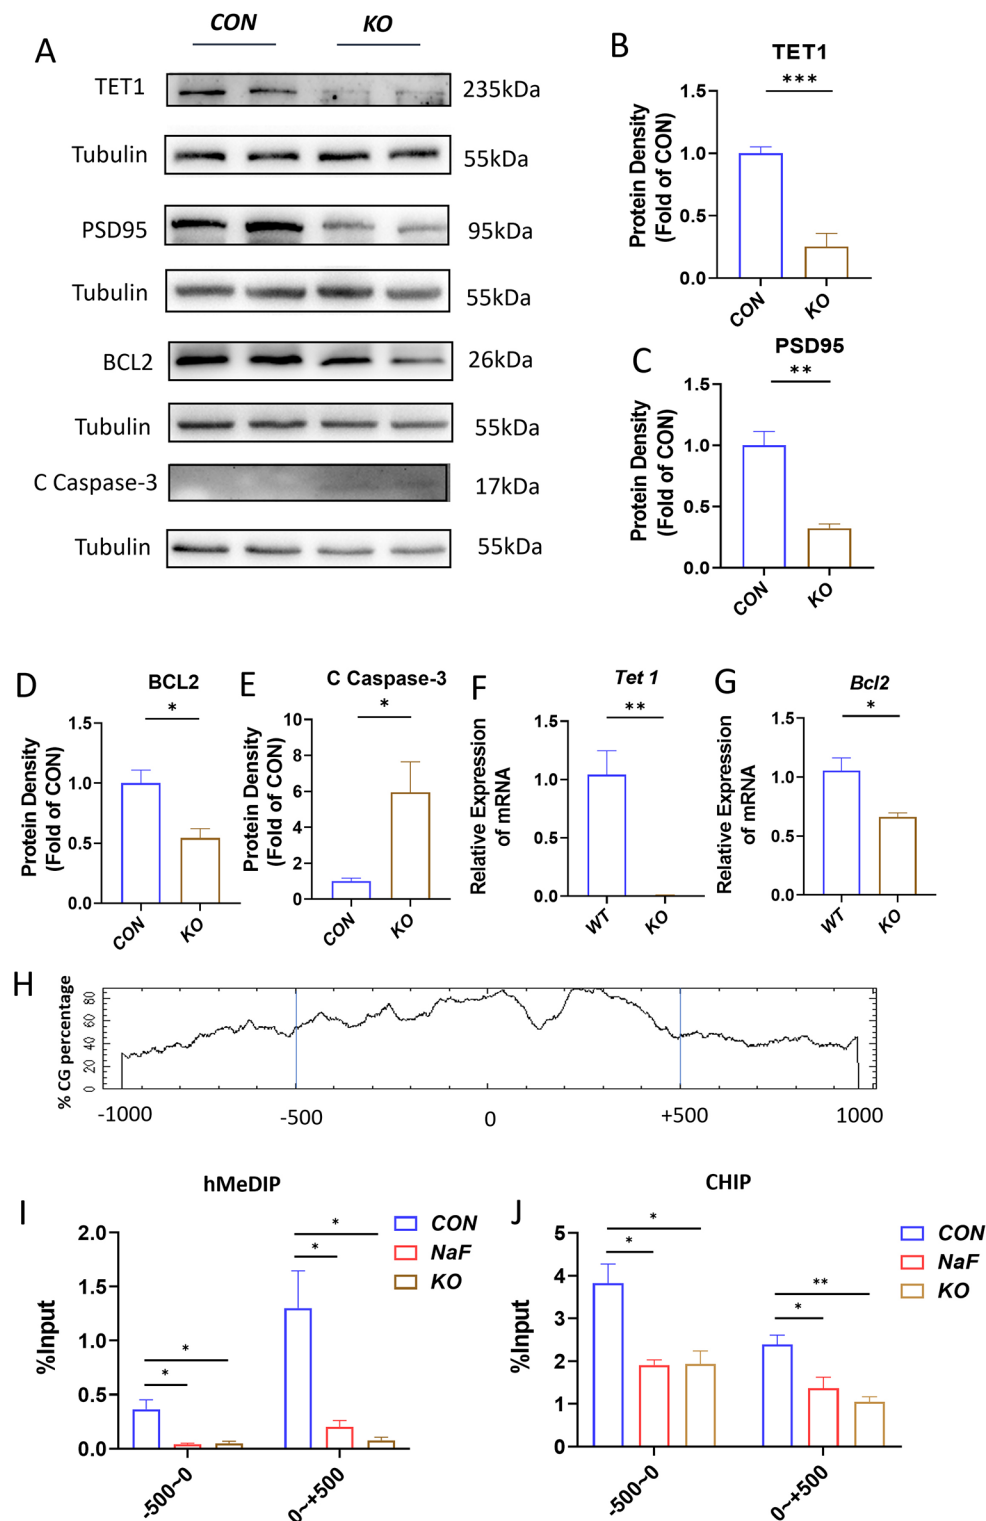 CON KO
A
TET1 235kDa
Tubulin 55kDa
PSD95 95kDa
Tubulin 55kDa
BCL2 26kDa
Tubulin 55kDa
C Caspase-3 17kDa
Tubulin 55kDa
B
TET1
***
Protein Density
(Fold of CON)
1.5
1.0
0.5
0.0
CON KO
C
PSD95
**
Protein Density
(Fold of CON)
1.5
1.0
0.5
0.0
CON KO
D
BCL2
*
Protein Density
(Fold of CON)
1.5
1.0
0.5
0.0
CON KO
E
C Caspase-3
*
Protein Density
(Fold of CON)
10
8
6
4
2
0
CON KO
F
Tet 1
**
Relative Expression
of mRNA
1.5
1.0
0.5
0.0
WT KO
G
Bcl2
*
Relative Expression
of mRNA
1.5
1.0
0.5
0.0
WT KO
H
% CG percentage
80
60
40
20
0
-1000 -500 0 +500 1000
I
hMeDIP
CON
NaF
KO
%Input
2.0
1.5
1.0
0.5
0.0
* *
* *
-500~0 0~+500
J
CHIP
CON
NaF
KO
%Input
5
4
3
2
1
0
* *
** *
-500~0 0~+500